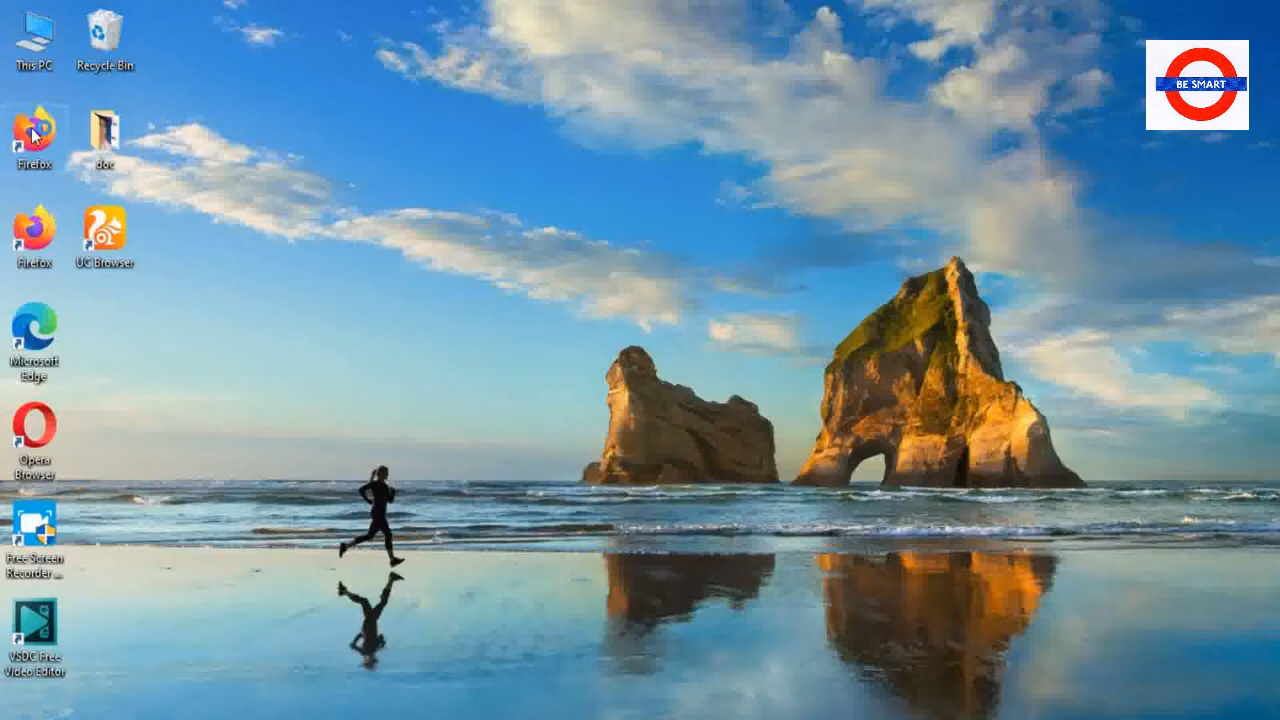 This PC
Recycle Bin
Firefox
doc
Firefox
UC Browser
Microsoft
Edge
Opera
Browser
Free Screen
Recorder ...
VSDC Free
Video Editor
BE SMART